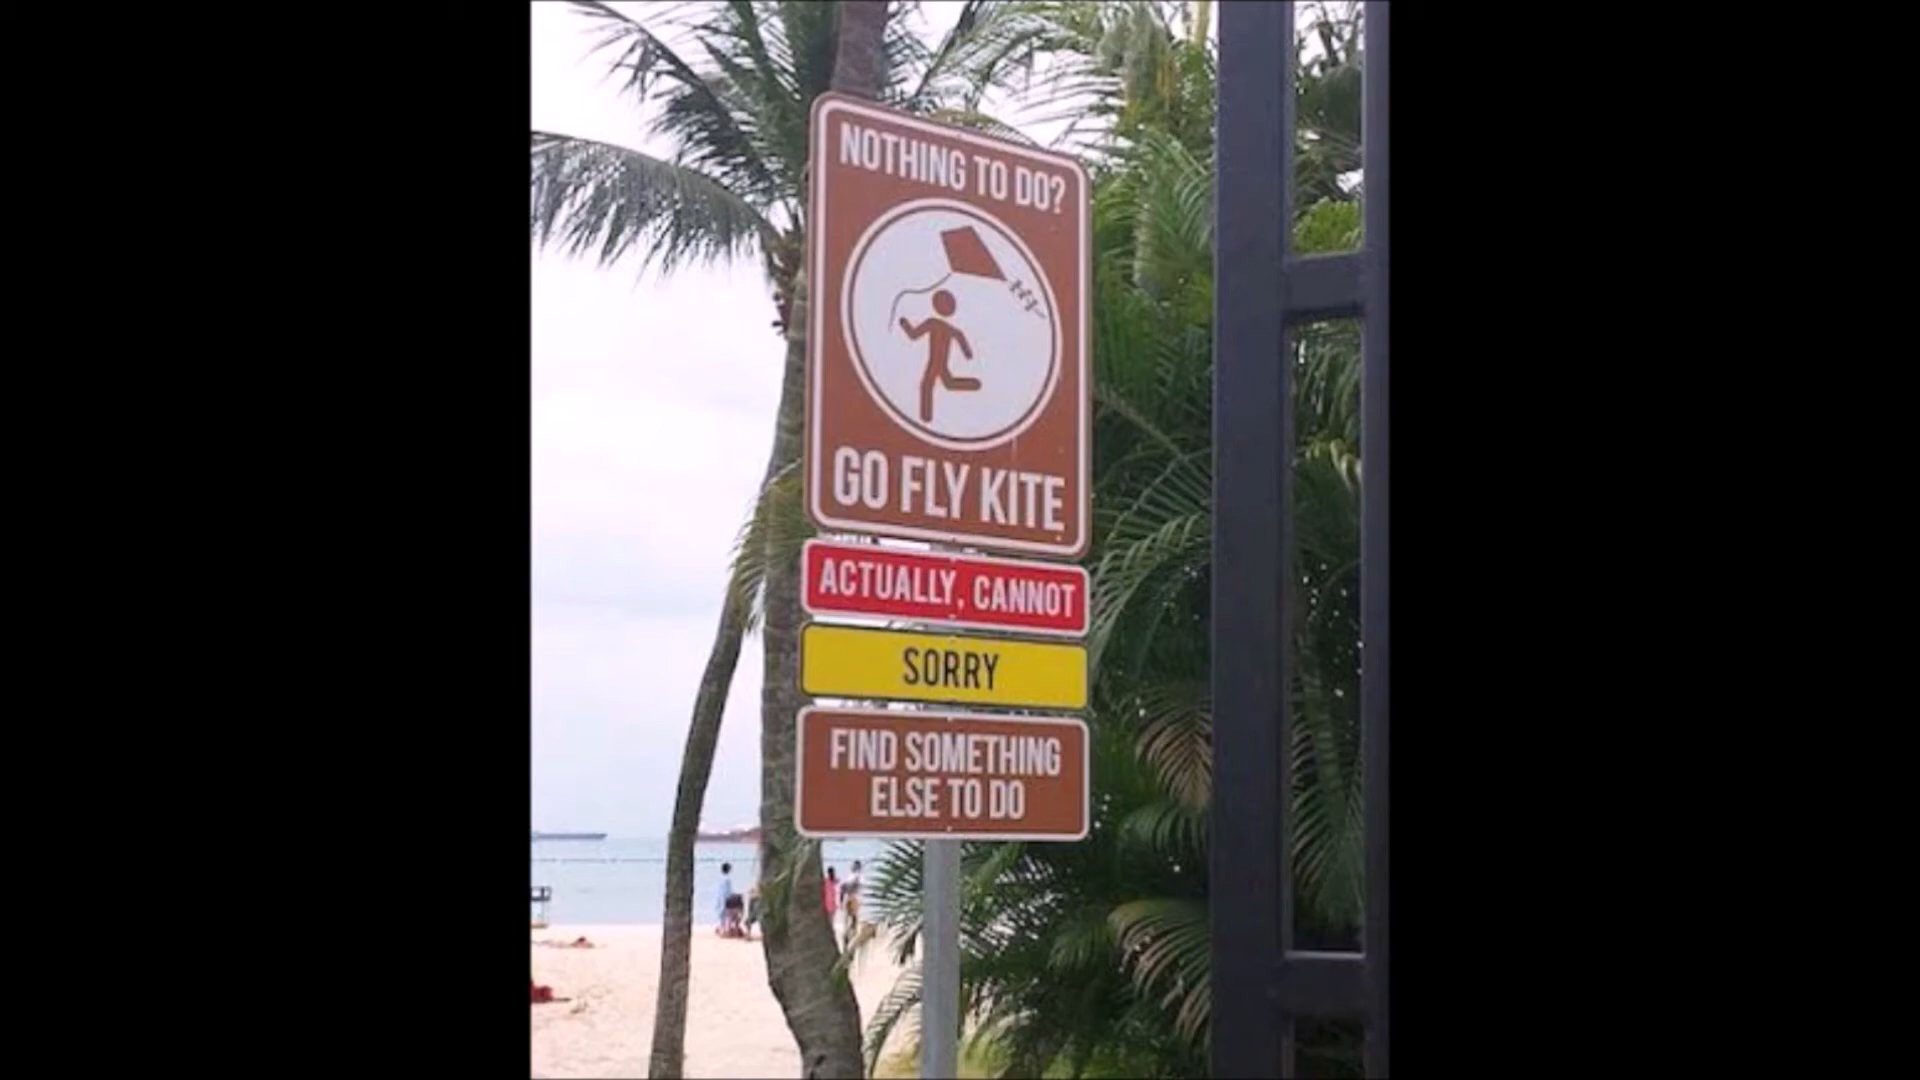 NOTHING TO DO?
GO FLY KITE
ACTUALLY, CANNOT
SORRY
FIND SOMETHING
ELSE TO DO